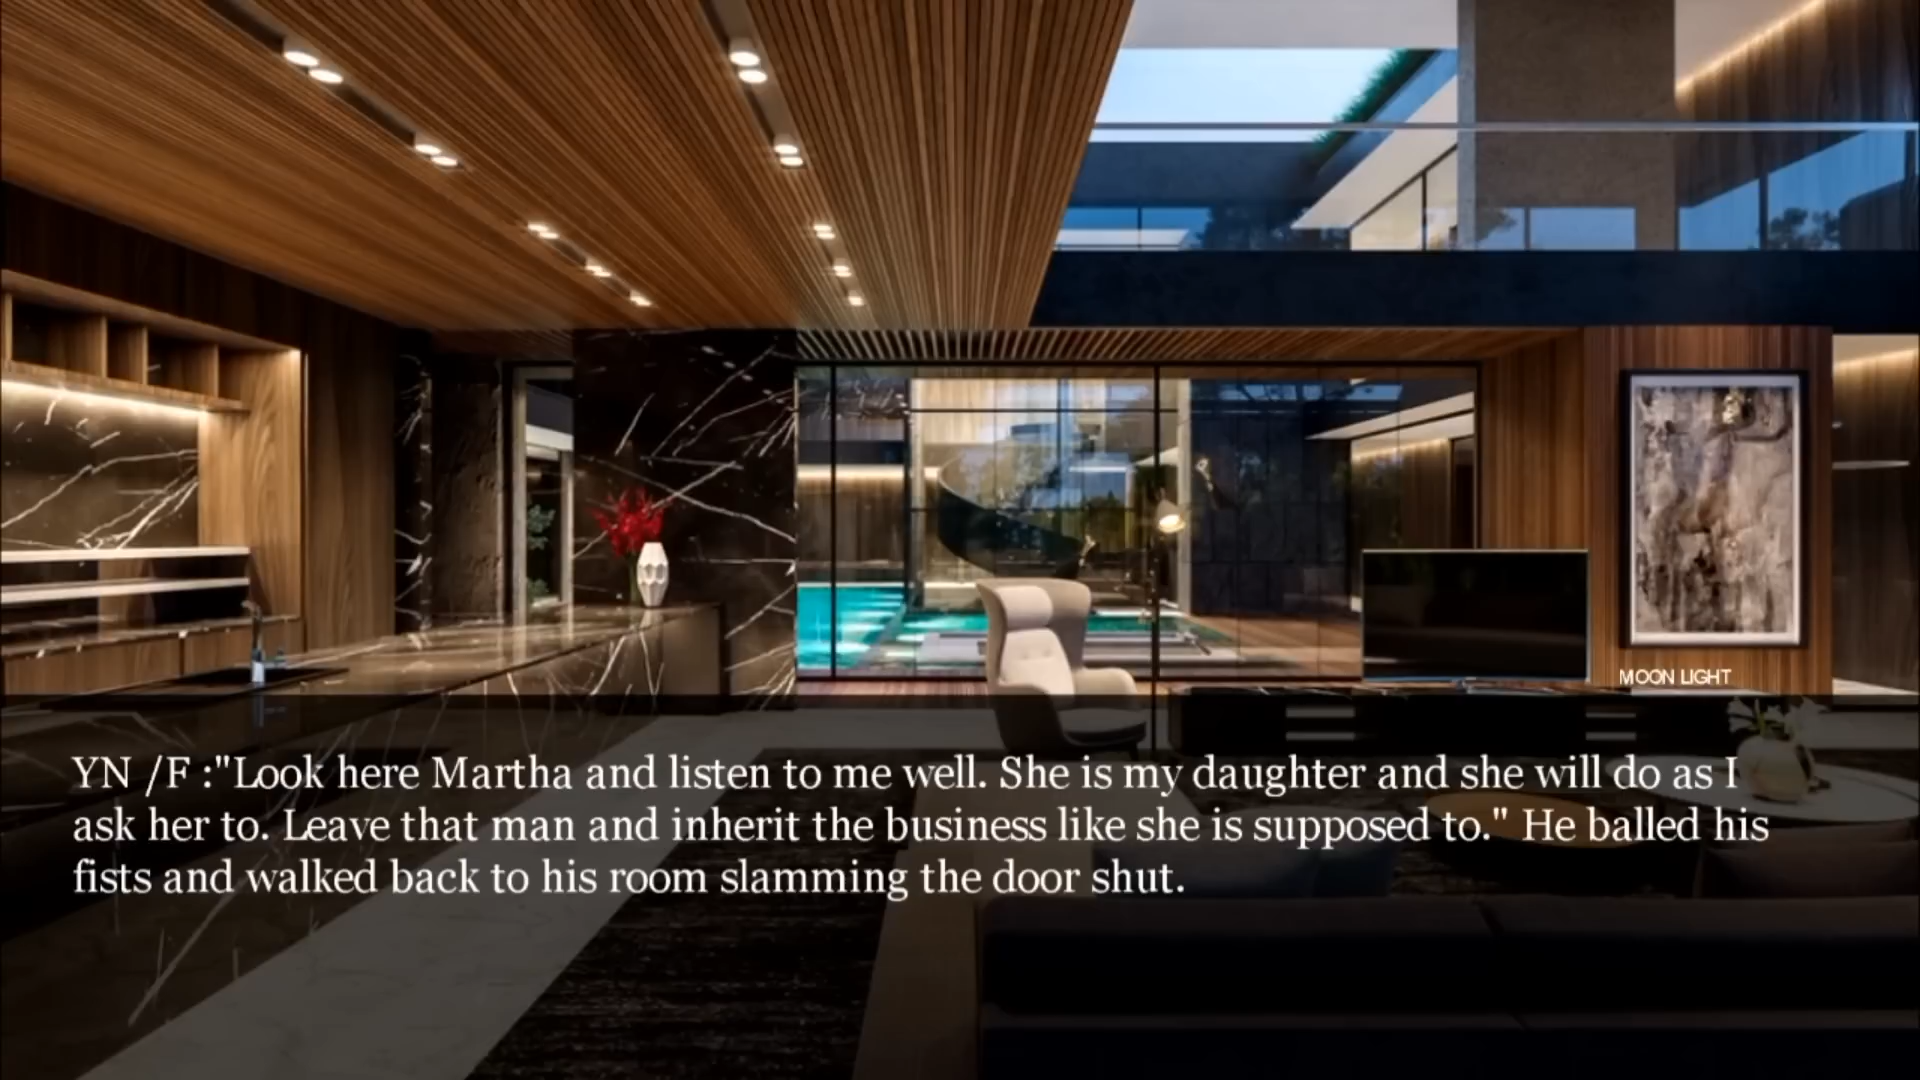 MOON LIGHT
YN /F :"Look here Martha and listen to me well. She is my daughter and she will do as I
ask her to. Leave that man and inherit the business like she is supposed to." He balled his
fists and walked back to his room slamming the door shut.